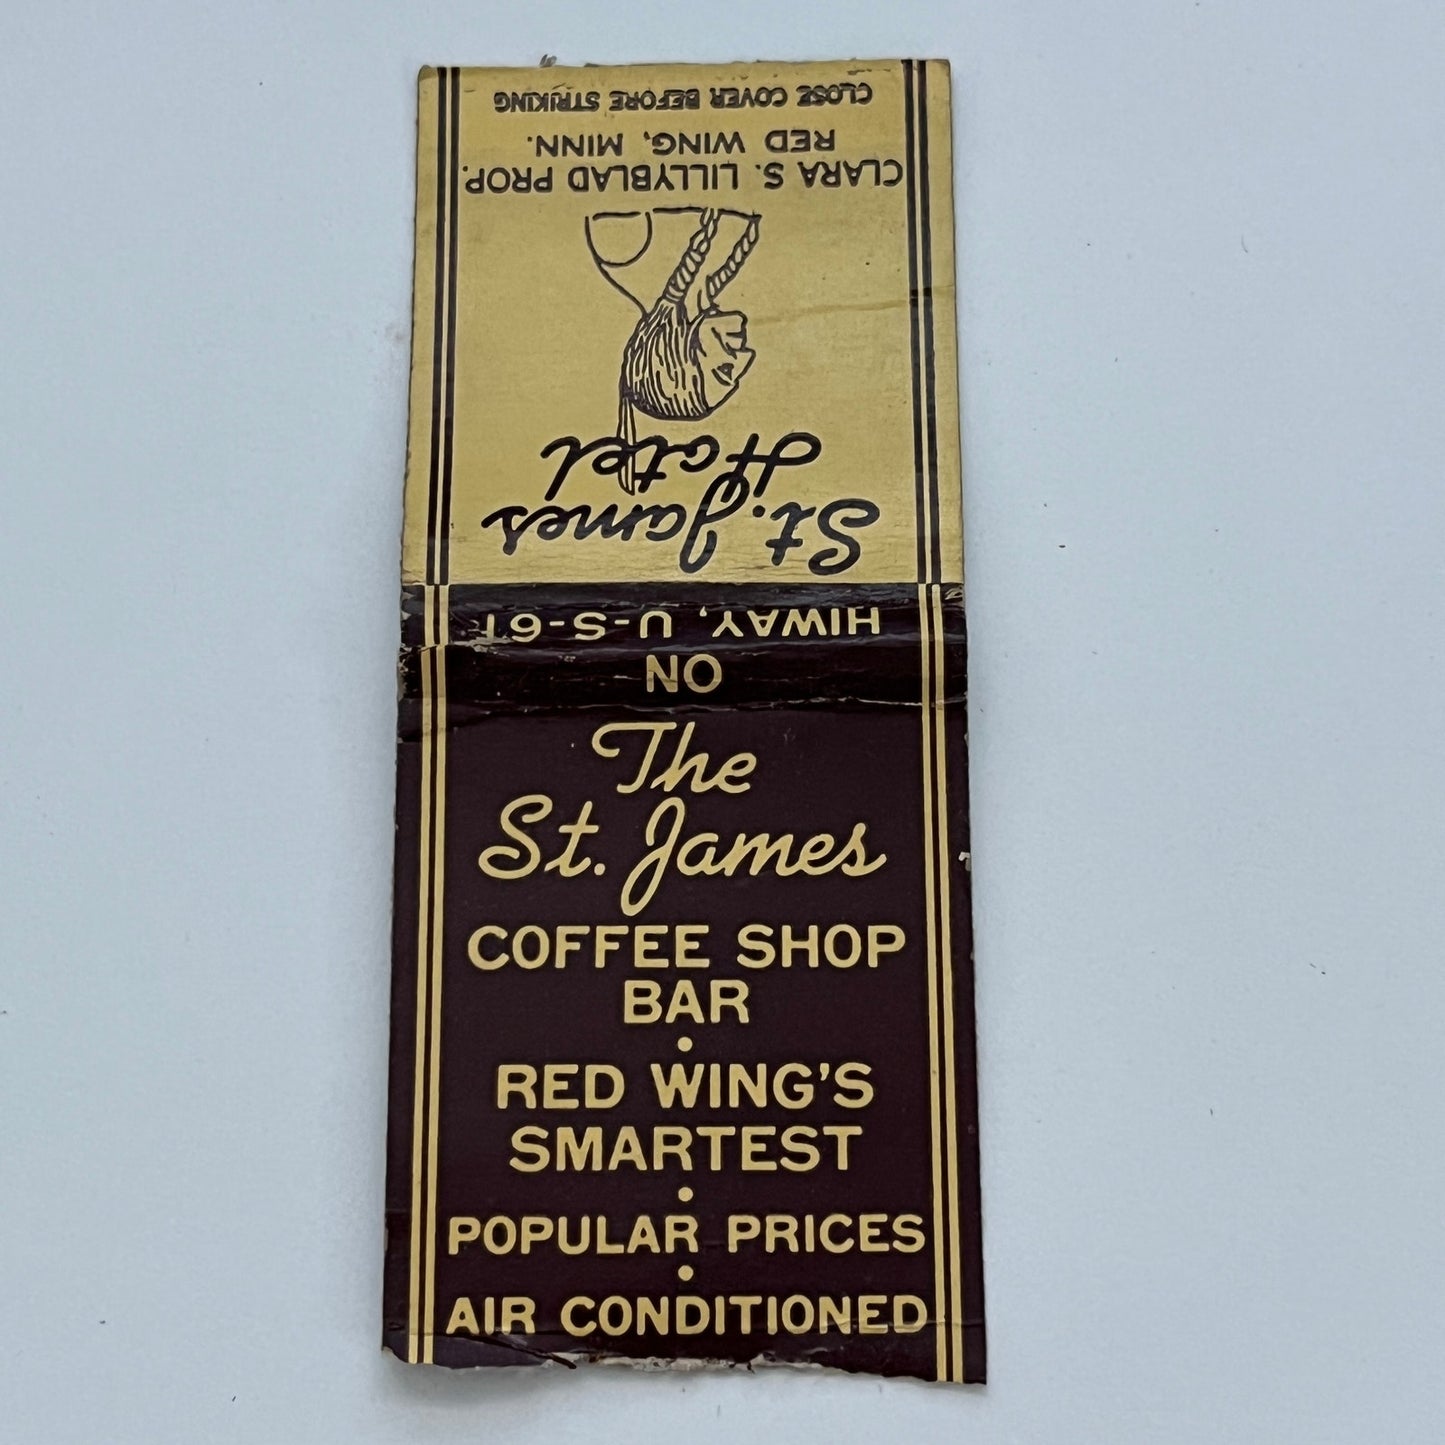 St. James
Hotel
CLARA S. LILLYBLAD PROP.
RED WING, MINN.
CLOSE COVER BEFORE STRIKING
HIWAY, U-S-61
ON
The
St. James
COFFEE SHOP
BAR
•
RED WING'S
SMARTEST
•
POPULAR PRICES
•
AIR CONDITIONED